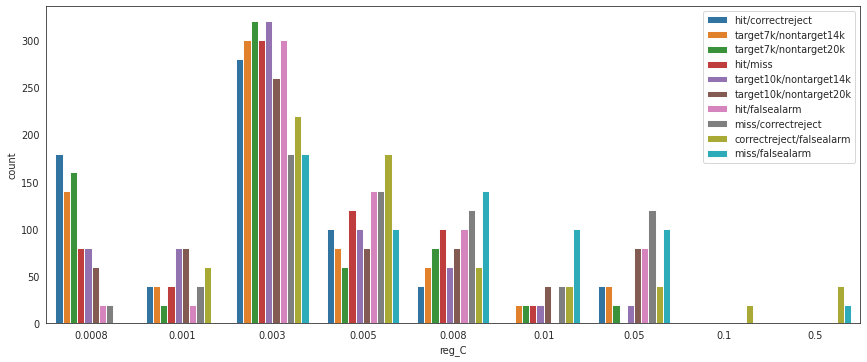 hit/correctreject
target7k/nontarget14k
target7k/nontarget20k
hit/miss
target10k/nontarget14k
target10k/nontarget20k
hit/falsealarm
miss/correctreject
correctreject/falsealarm
miss/falsealarm
300
250
200
150
100
50
0
count
0.0008 0.001 0.003 0.005 0.008 0.01 0.05 0.1 0.5
reg_C